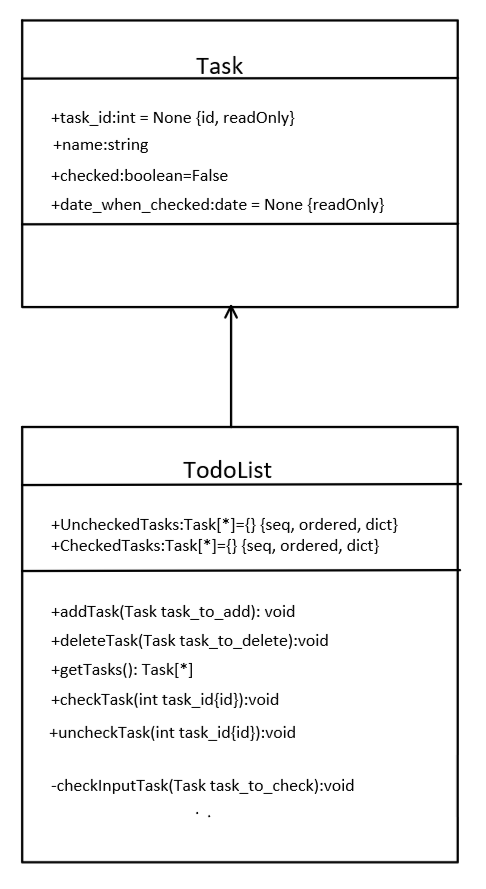 Task
+task_id:int = None {id, readOnly}
+name:string
+checked:boolean=False
+date_when_checked:date = None {readOnly}
TodoList
+UncheckedTasks:Task[*]={} {seq, ordered, dict}
+CheckedTasks:Task[*]={} {seq, ordered, dict}
+addTask(Task task_to_add): void
+deleteTask(Task task_to_delete):void
+getTasks(): Task[*]
+checkTask(int task_id{id}):void
+uncheckTask(int task_id{id}):void
-checkInputTask(Task task_to_check):void
. .